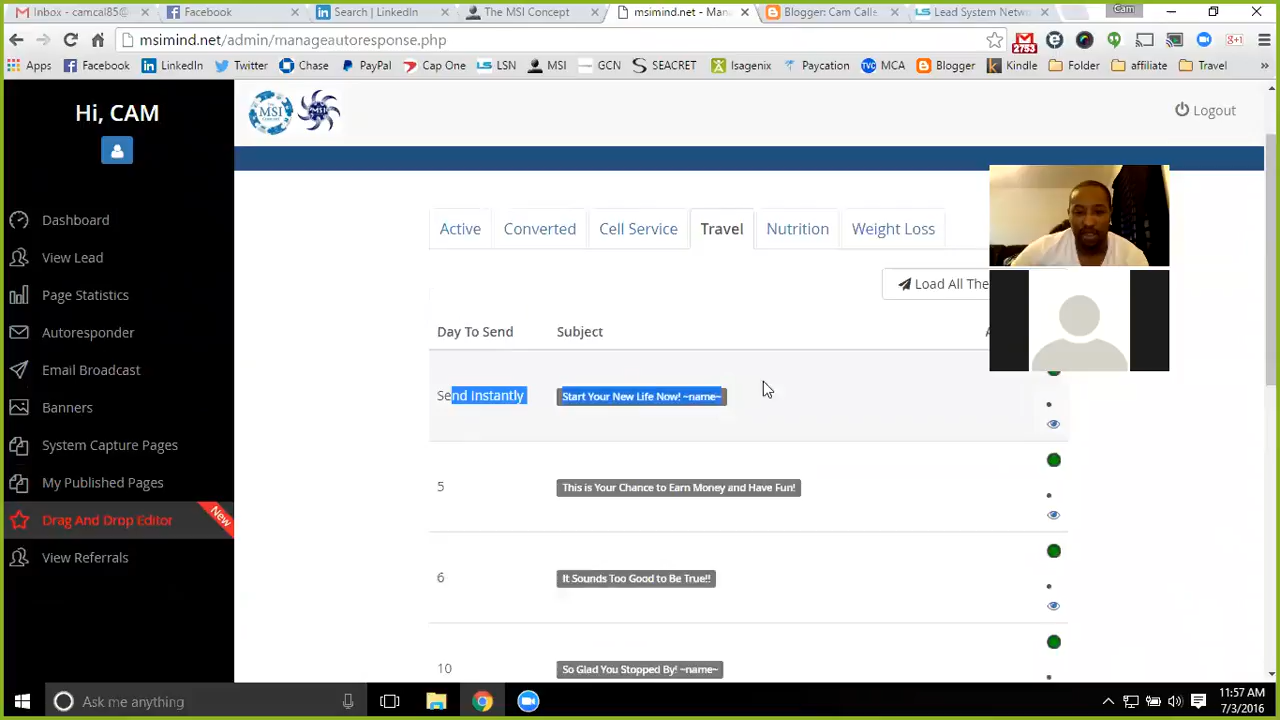 Inbox - camcal85@
Facebook
Search | LinkedIn
The MSI Concept
msimind.net - Man
Blogger: Cam Calls
Lead System Netw
Cam
msimind.net/admin/manageautoresponse.php
2753
Apps
Facebook
LinkedIn
Twitter
Chase
PayPal
Cap One
LSN
MSI
GCN
SEACRET
Isagenix
Paycation
TVC
MCA
Blogger
Kindle
Folder
affiliate
Travel
Hi, CAM
MSI
Logout
Dashboard
View Lead
Page Statistics
Autoresponder
Email Broadcast
Banners
System Capture Pages
My Published Pages
Drag And Drop Editor
New
View Referrals
Active
Converted
Cell Service
Travel
Nutrition
Weight Loss
Load All The
Day To Send
Subject
A
Send Instantly
Start Your New Life Now! ~name~
5
This is Your Chance to Earn Money and Have Fun!
6
It Sounds Too Good to Be True!!
10
So Glad You Stopped By! ~name~
Ask me anything
11:57 AM
7/3/2016